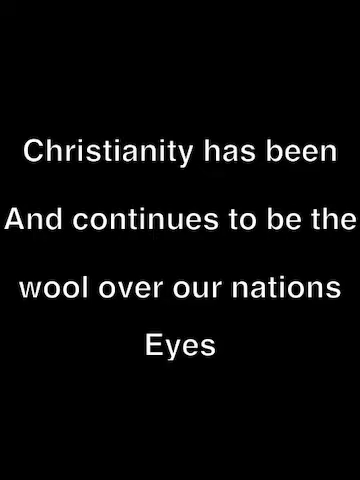 Christianity has been
And continues to be the
wool over our nations
Eyes